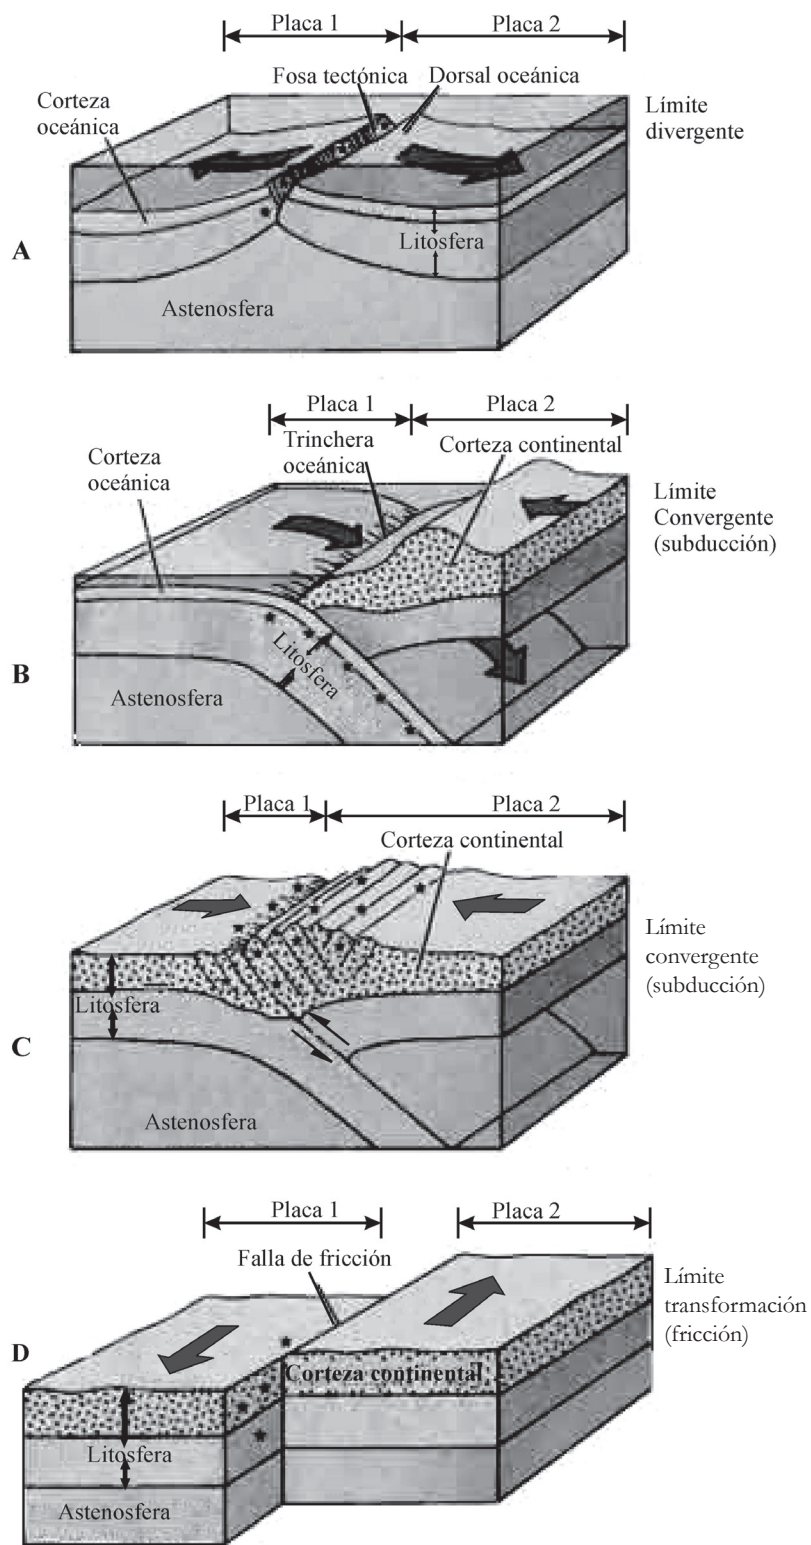 Placa 1
Placa 2
Fosa tectónica
Dorsal oceánica
Corteza
oceánica
Límite
divergente
A
Litosfera
Astenosfera
Placa 1
Placa 2
Trinchera
oceánica
Corteza continental
Corteza
oceánica
Límite
Convergente
(subducción)
Litosfera
B
Astenosfera
Placa 1
Placa 2
Corteza continental
Límite
convergente
(subducción)
Litosfera
C
Astenosfera
Placa 1
Placa 2
Falla de fricción
Límite
transformación
(fricción)
D
Corteza continental
Litosfera
Astenosfera